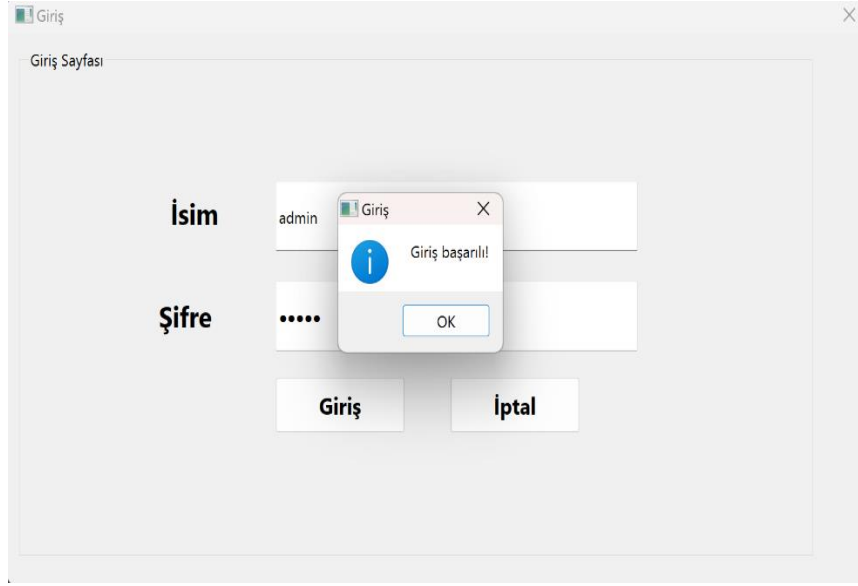 Giriş
Giriş Sayfası
İsim
admin
Giriş
Giriş başarılı!
OK
Şifre
•••••
Giriş
İptal